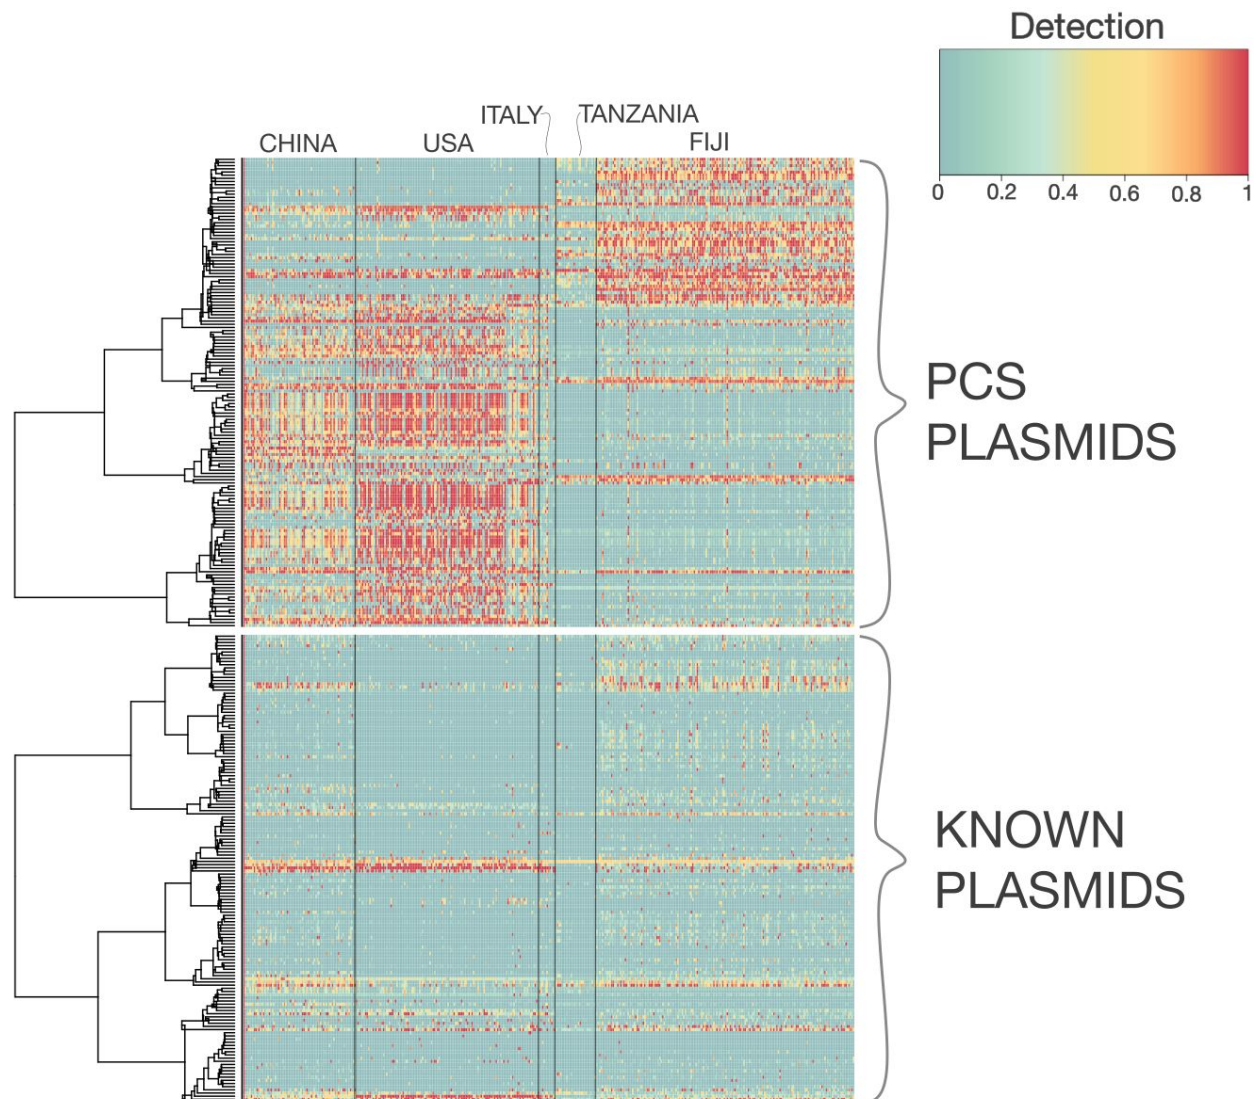 Detection
0 0.2 0.4 0.6 0.8 1
ITALY TANZANIA
CHINA USA FIJI
PCS
PLASMIDS
KNOWN
PLASMIDS